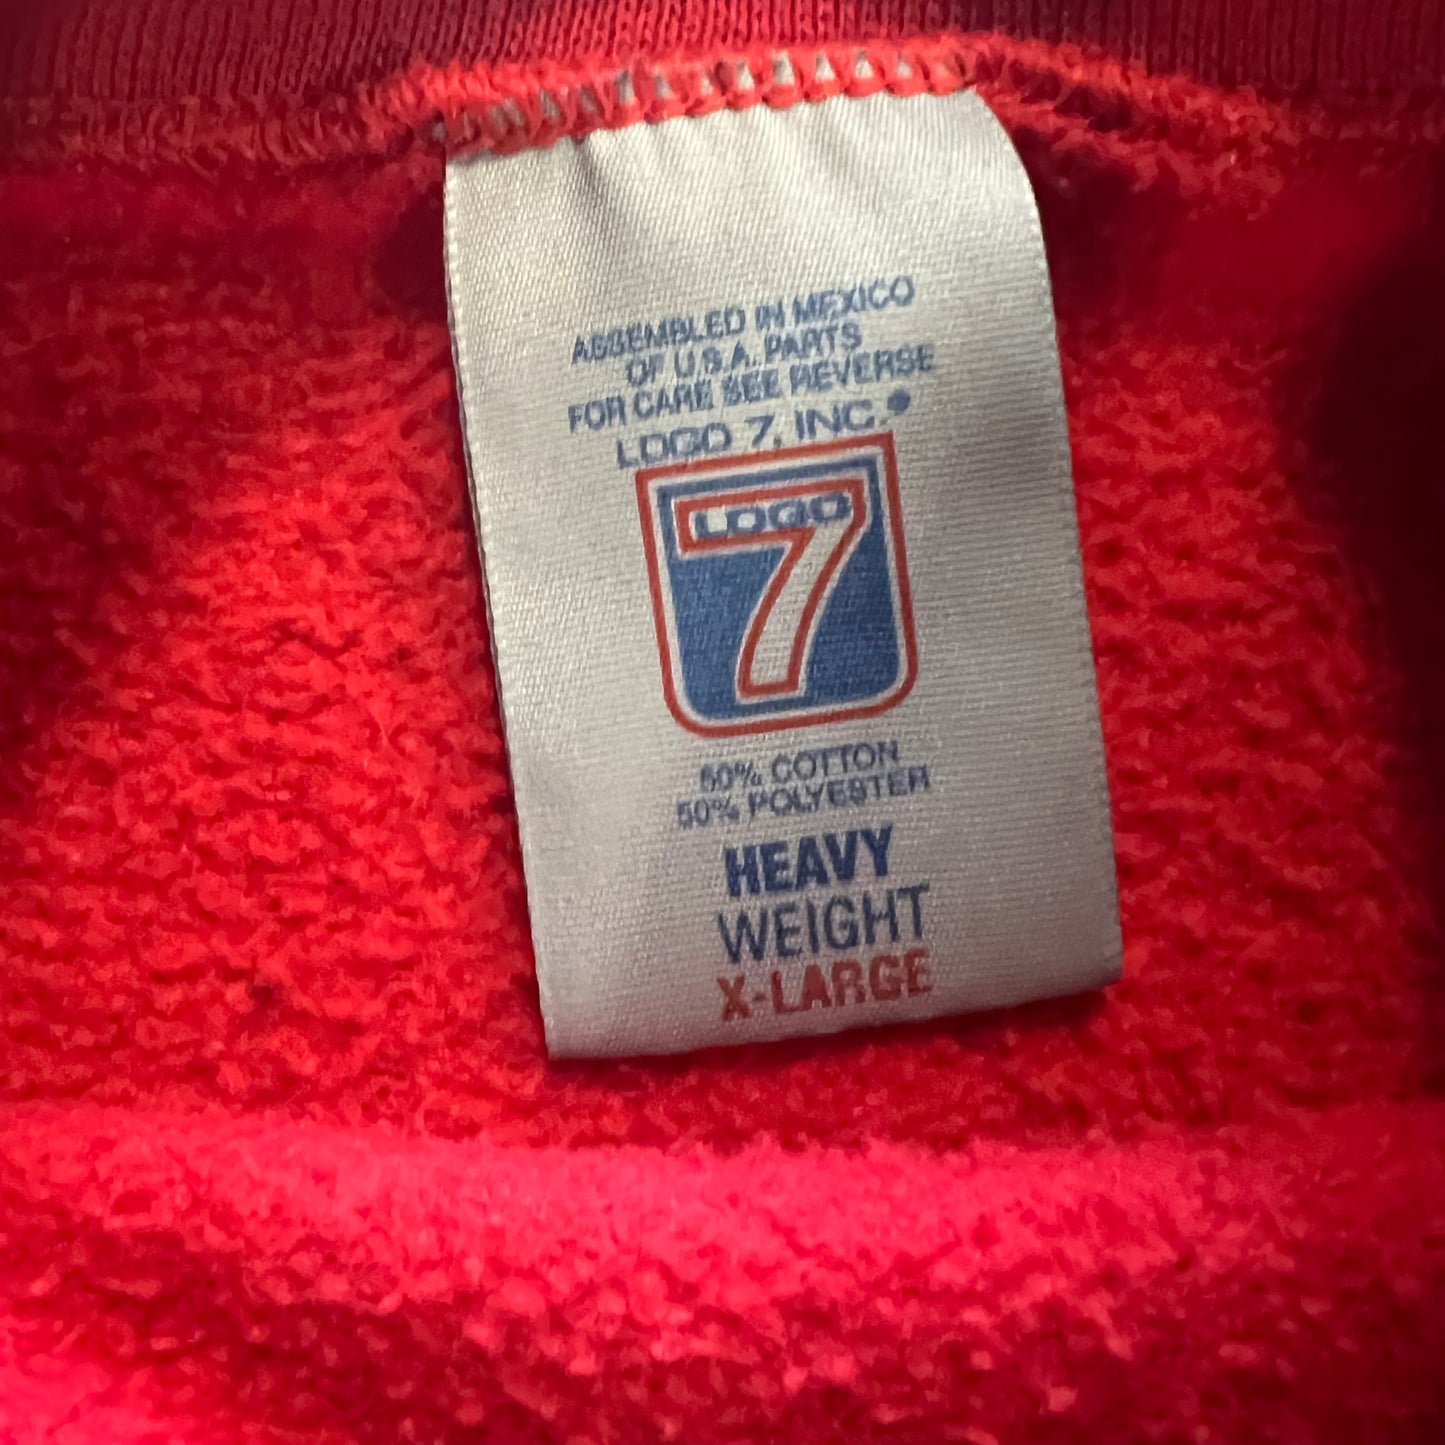 ASSEMBLED IN MEXICO
OF U.S.A. PARTS
FOR CARE SEE REVERSE
LOGO 7, INC.®
LOGO
7
50% COTTON
50% POLYESTER
HEAVY
WEIGHT
X-LARGE